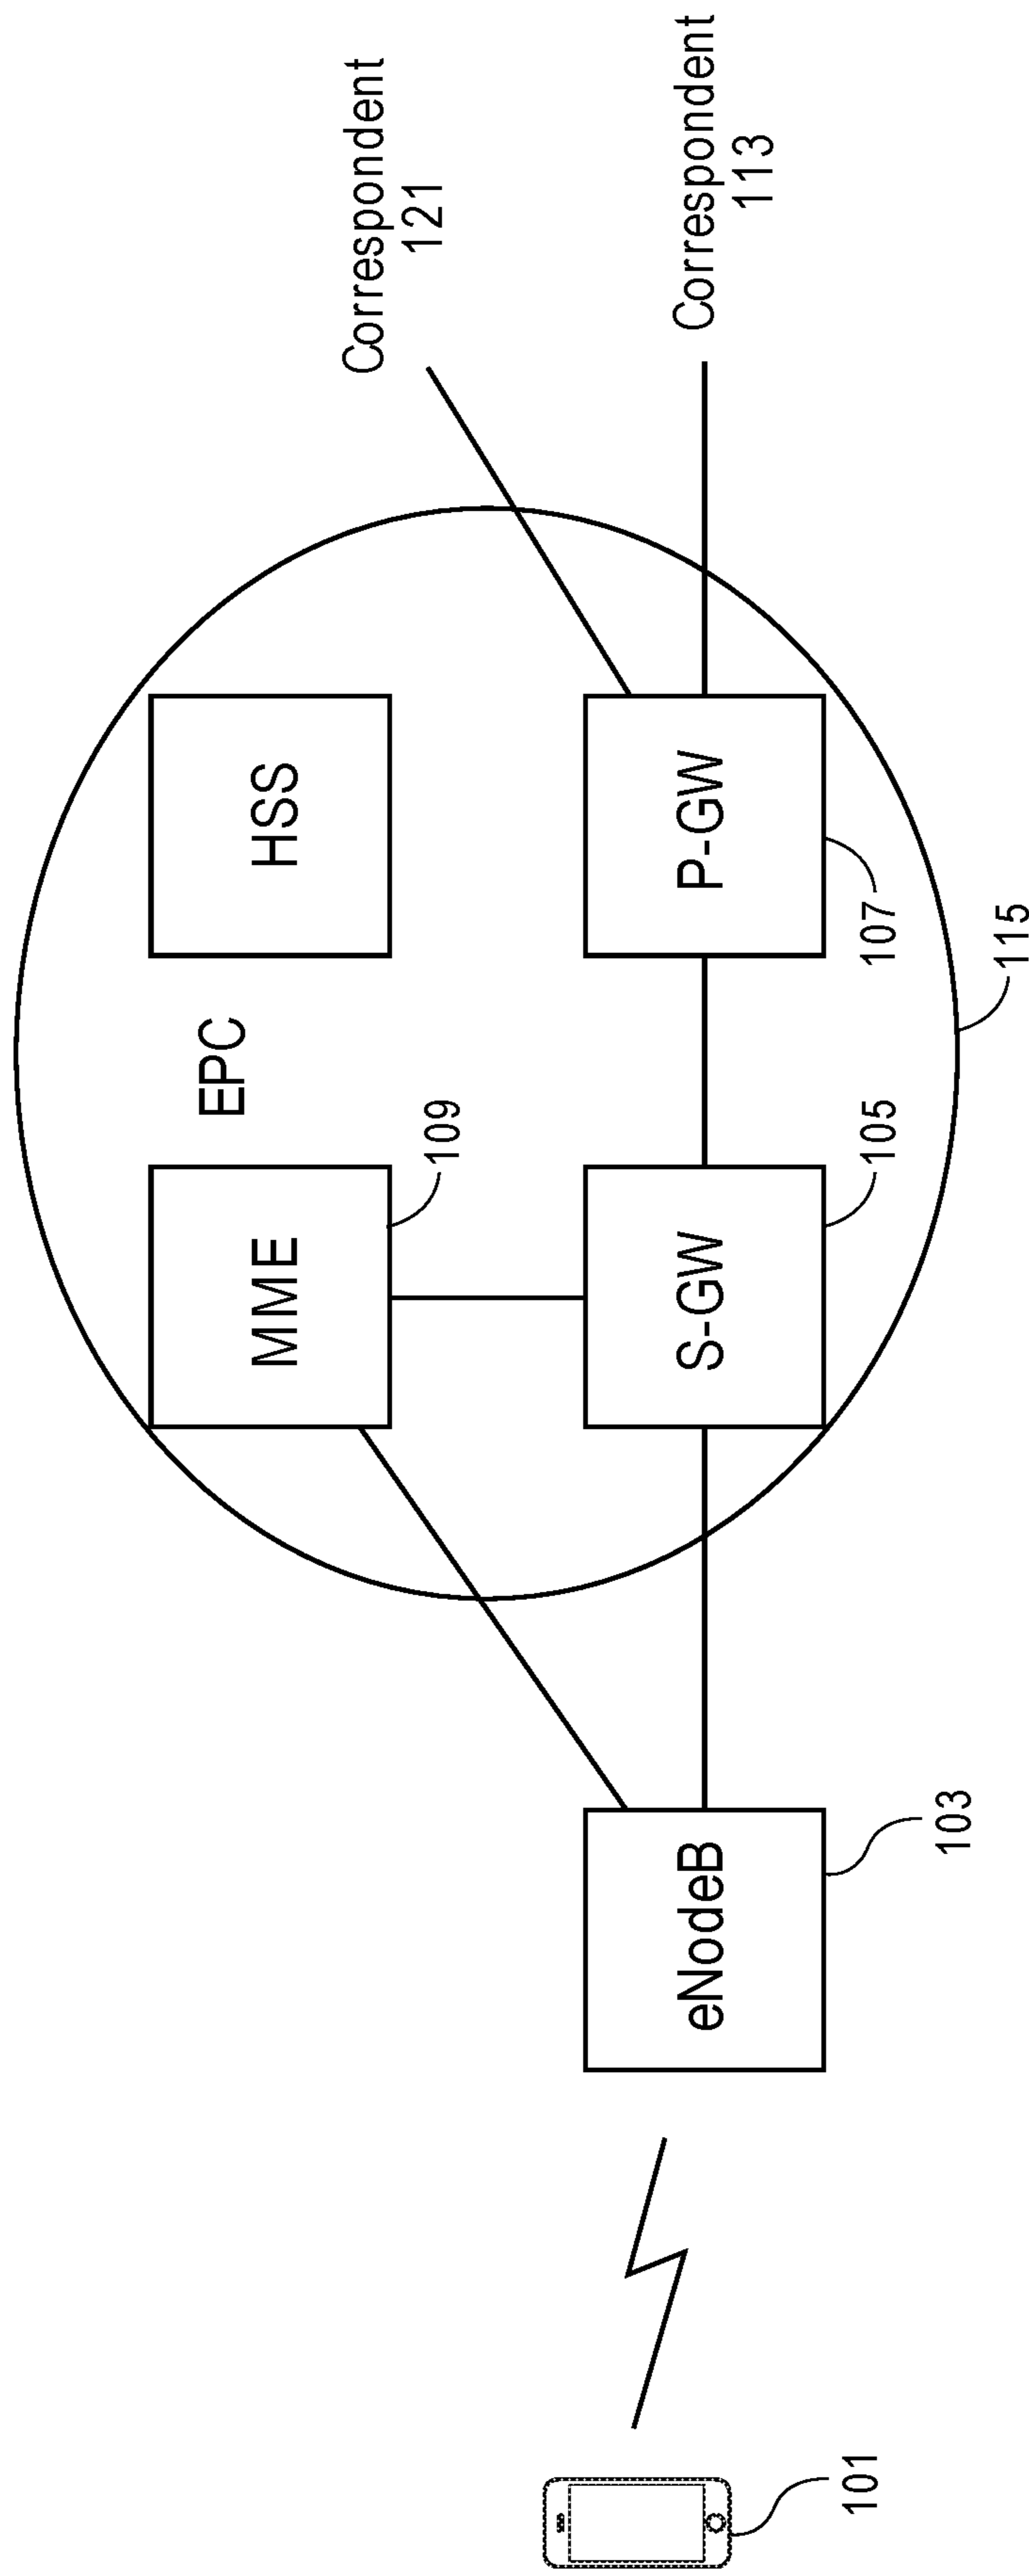 EPC
MME
HSS
109
Correspondent
121
eNodeB
S-GW
P-GW
Correspondent
113
101
103
105
107
115